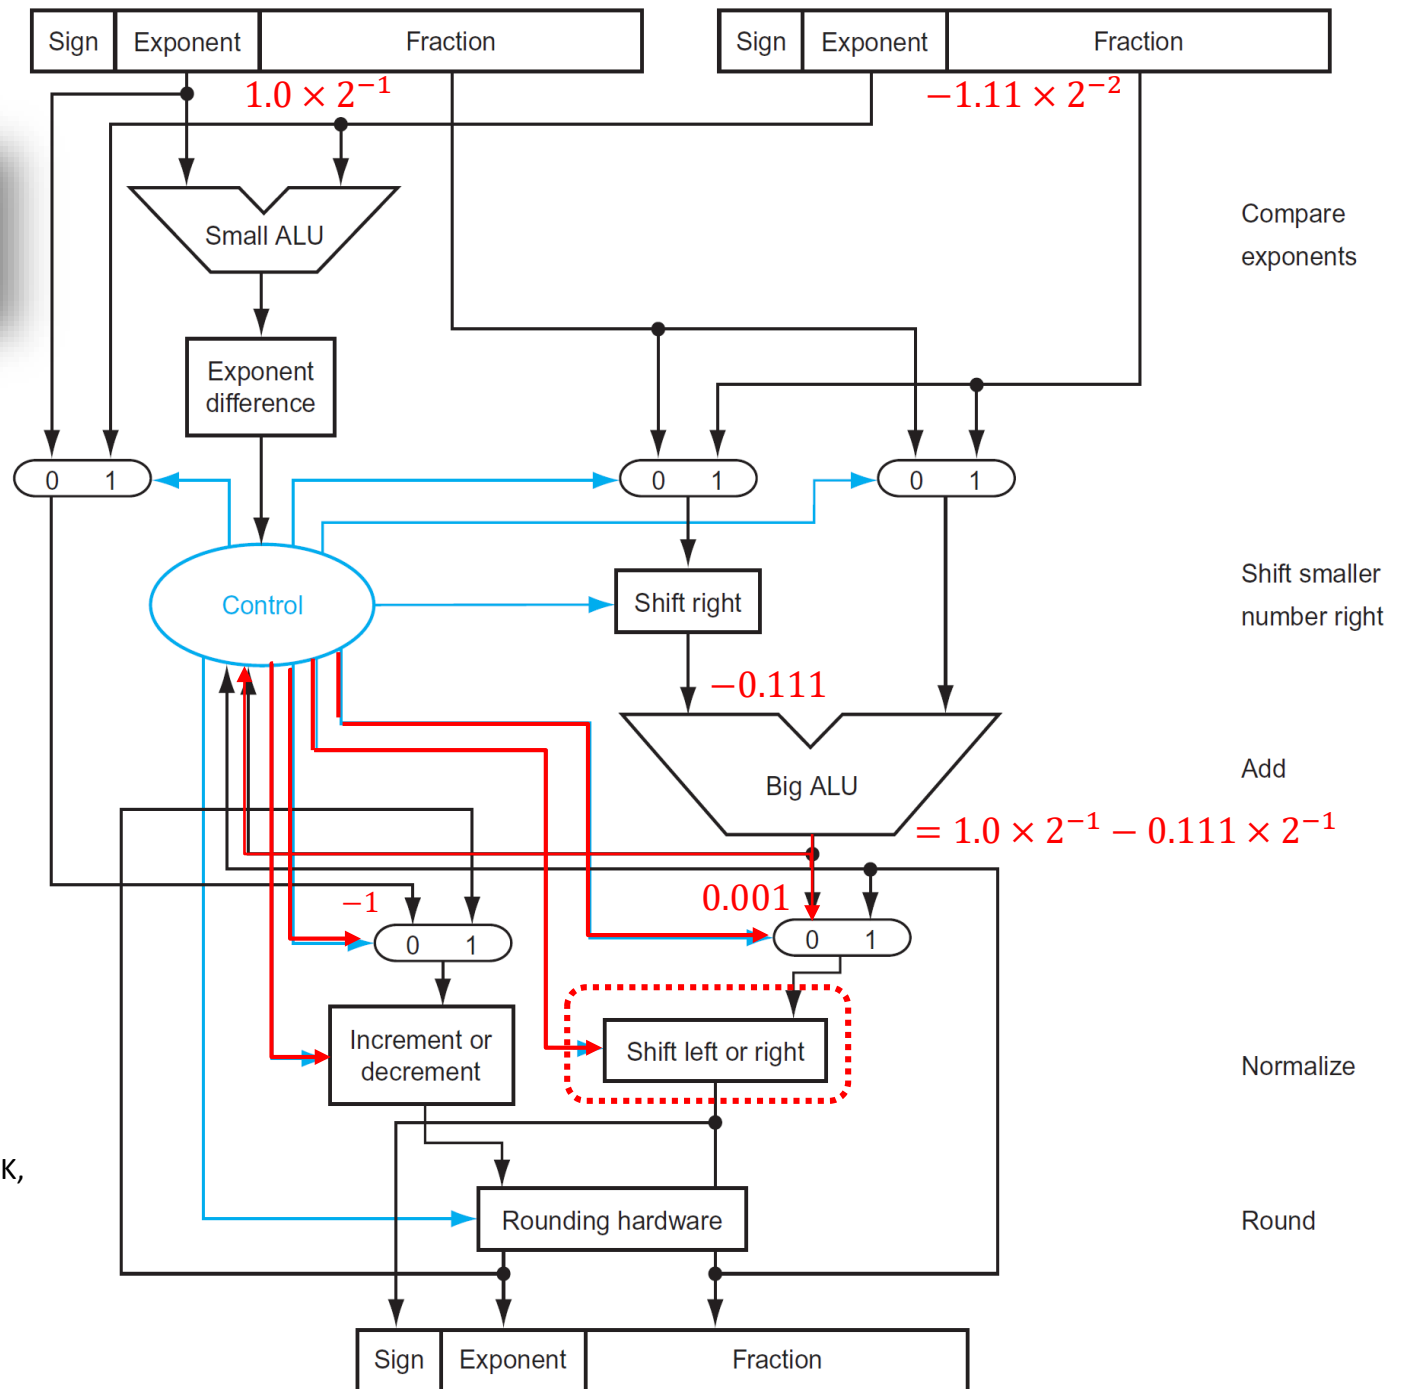 Sign Exponent Fraction Sign Exponent Fraction
1.0 × 2⁻¹ −1.11 × 2⁻²
Compare
exponents
Small ALU
Exponent
difference
0 1 0 1 0 1
Control
Shift right
Shift smaller
number right
−0.111
Big ALU
Add
= 1.0 × 2⁻¹ − 0.111 × 2⁻¹
−1 0.001
0 1 0 1
Increment or
decrement
Shift left or right
Normalize
K,
Rounding hardware
Round
Sign Exponent Fraction